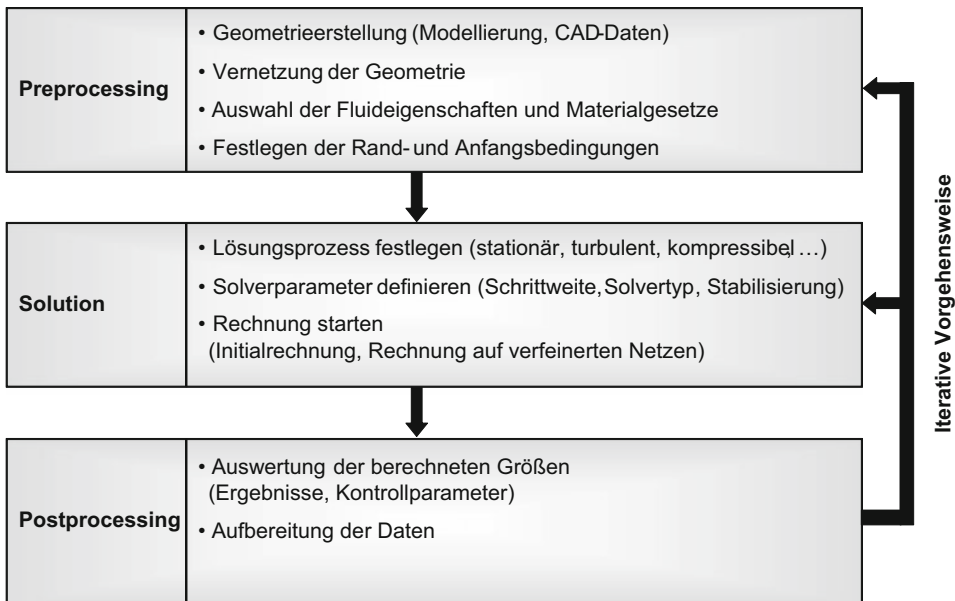 Preprocessing
• Geometrieerstellung (Modellierung, CAD-Daten)
• Vernetzung der Geometrie
• Auswahl der Fluideigenschaften und Materialgesetze
• Festlegen der Rand- und Anfangsbedingungen
Solution
• Lösungsprozess festlegen (stationär, turbulent, kompressibel, …)
• Solverparameter definieren (Schrittweite, Solvertyp, Stabilisierung)
• Rechnung starten
(Initialrechnung, Rechnung auf verfeinerten Netzen)
Postprocessing
• Auswertung der berechneten Größen
(Ergebnisse, Kontrollparameter)
• Aufbereitung der Daten
Iterative Vorgehensweise